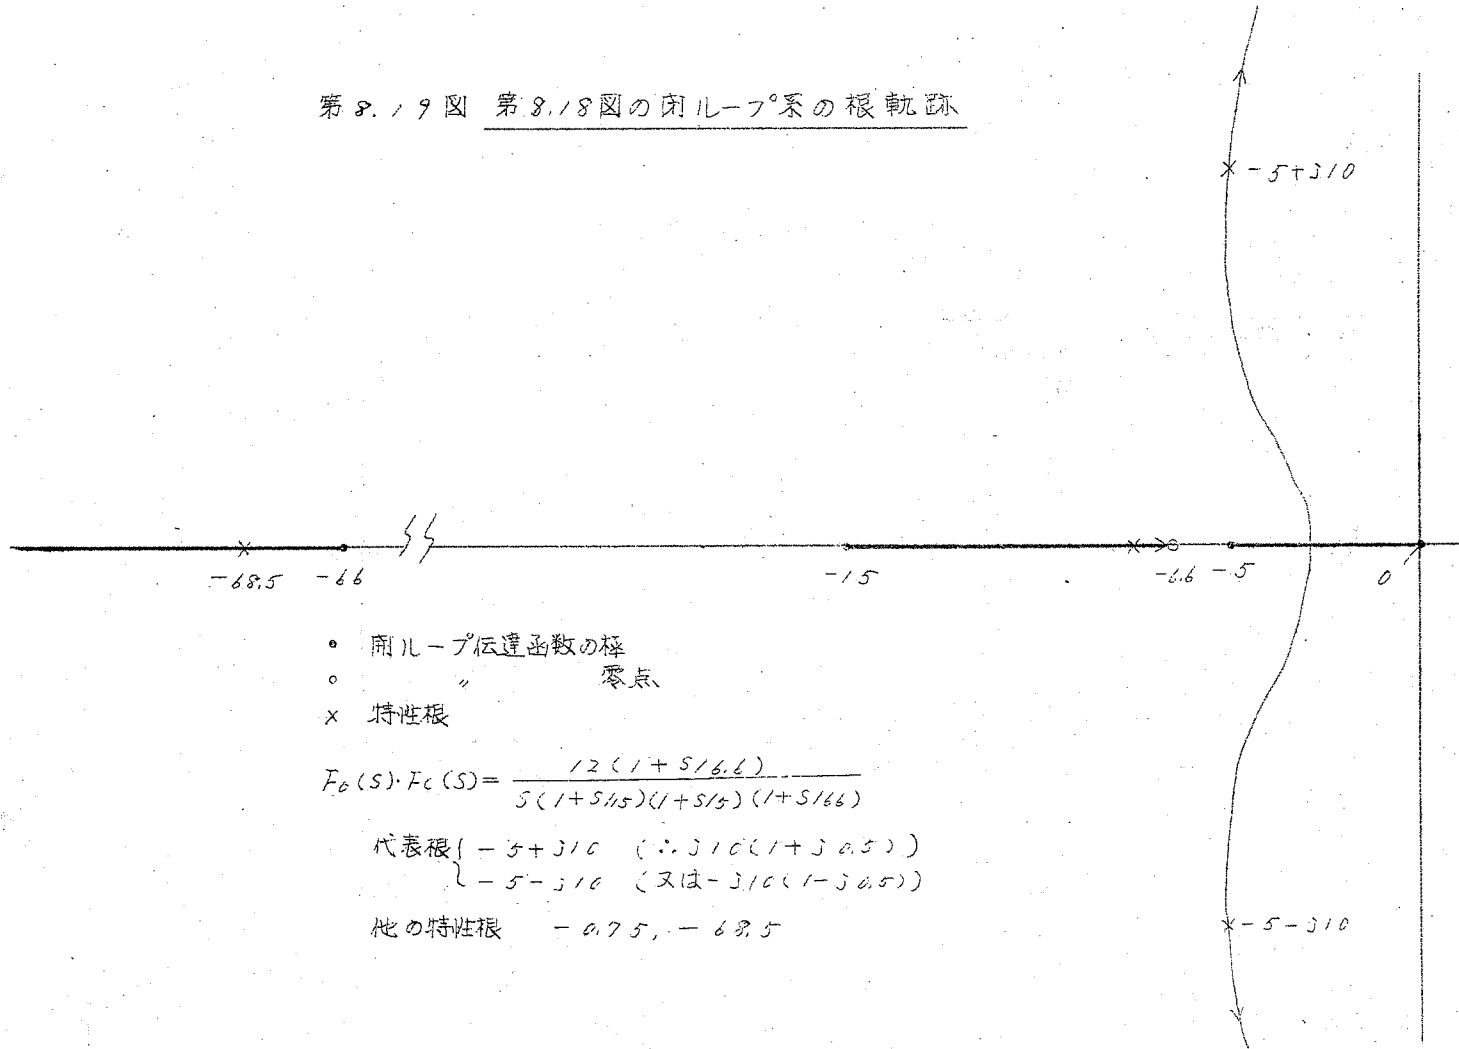 第8.19図 第8.18図の閉ループ系の根軌跡
-5+j10
-68.5 -66 -15 -6.6 -5 0
• 開ループ伝達函数の極
○ 〃 零点
× 特性根
Fo(S)・Fc(S)= 12(1+S/6.6) / S(1+S/15)(1+S/5)(1+S/66)
代表根{ -5+j10 (∴j10(1+j0.5))
-5-j10 (又は-j10(1-j0.5))
他の特性根 -0.75, -68.5
-5-j10